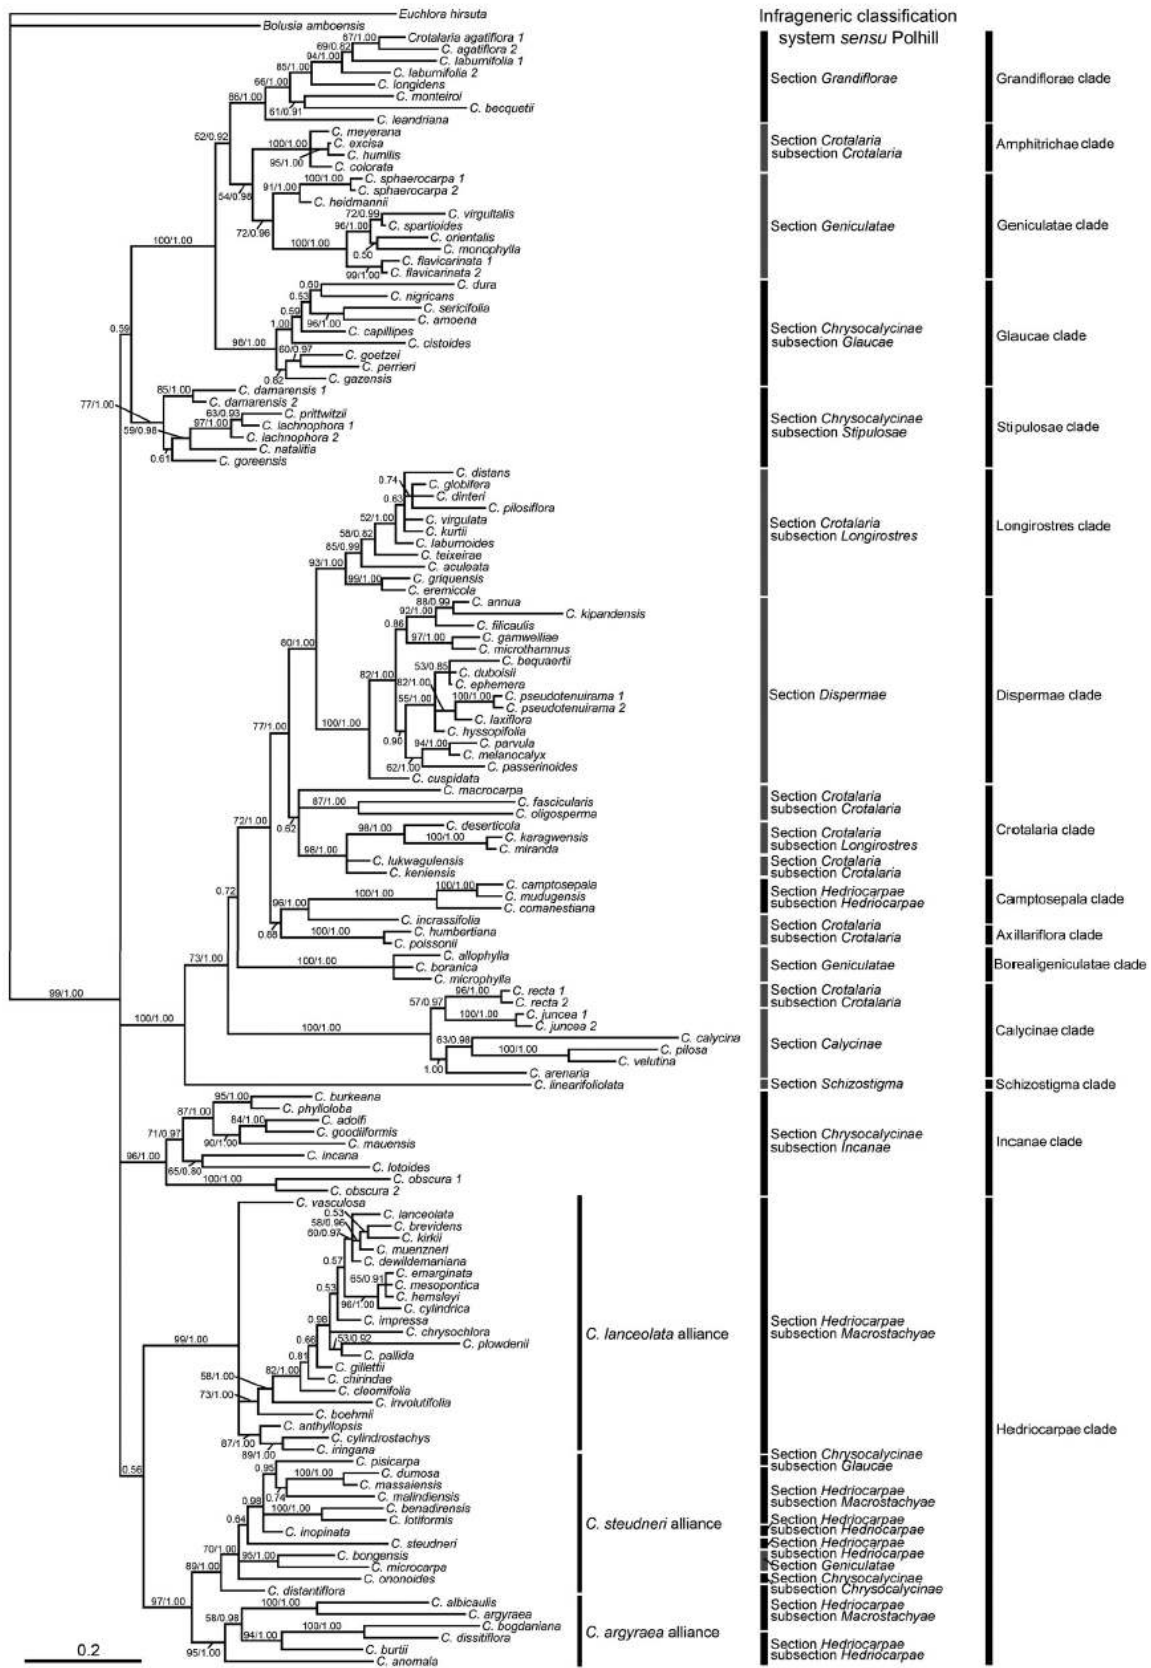 Euchlora hirsuta
Bolusia amboensis
Infrageneric classification
system sensu Polhill
67/1.00
Crotalaria agatiflora 1
69/0.82
C. agatiflora 2
94/1.00
C. laburnifolia 1
85/1.00
C. laburnifolia 2
66/1.00
C. longidens
Section Grandiflorae
Grandiflorae clade
86/1.00
C. monteiroi
61/0.91
C. becquetii
C. leandriana
52/0.92
C. meyerana
100/1.00
C. excisa
Section Crotalaria
subsection Crotalaria
Amphitrichae clade
95/1.00
C. humilis
C. colorata
54/0.98
100/1.00
C. sphaerocarpa 1
91/1.00
C. sphaerocarpa 2
C. heidmannii
72/0.99
C. virgultalis
96/1.00
C. spartioides
Section Geniculatae
Geniculatae clade
72/0.96
C. orientalis
100/1.00
0.50
C. monophylla
C. flavicarinata 1
99/1.00
C. flavicarinata 2
100/1.00
0.60
C. dura
0.53
C. nigricans
0.59
C. sericifolia
96/1.00
C. amoena
1.00
C. capillipes
Section Chrysocalycinae
subsection Glaucae
Glaucae clade
98/1.00
C. cistoides
60/0.97
C. goetzei
C. perrieri
0.62
C. gazensis
0.59
85/1.00
C. damarensis 1
C. damarensis 2
77/1.00
63/0.93
C. prittwitzii
97/1.00
C. lachnophora 1
Section Chrysocalycinae
subsection Stipulosae
Stipulosae clade
59/0.98
C. lachnophora 2
C. natalitia
0.61
C. goreensis
C. distans
0.74
C. globifera
C. dinteri
0.63
C. pilosiflora
52/1.00
C. virgulata
C. kurtii
Section Crotalaria
subsection Longirostres
Longirostres clade
58/0.82
C. laburnoides
85/0.99
C. teixeirae
93/1.00
C. aculeata
99/1.00
C. griquensis
C. eremicola
88/0.99
C. annua
92/1.00
C. kipandensis
0.86
C. filicaulis
97/1.00
C. gamwelliae
C. microthamnus
80/1.00
C. bequaertii
53/0.85
C. duboisii
82/1.00
82/1.00
C. ephemera
55/1.00
100/1.00
C. pseudotenuirama 1
Section Dispermae
Dispermae clade
C. pseudotenuirama 2
100/1.00
C. laxiflora
C. hyssopifolia
0.90
94/1.00
C. parvula
C. melanocalyx
62/1.00
C. passerinoides
77/1.00
C. cuspidata
C. macrocarpa
87/1.00
C. fascicularis
Section Crotalaria
subsection Crotalaria
C. oligosperma
72/1.00
0.62
98/1.00
C. deserticola
100/1.00
C. karagwensis
Section Crotalaria
subsection Longirostres
Crotalaria clade
C. miranda
98/1.00
C. lukwagulensis
Section Crotalaria
subsection Crotalaria
C. keniensis
100/1.00
C. camptosepala
0.72
100/1.00
C. mudugensis
Section Hedriocarpae
subsection Hedriocarpae
Camptosepala clade
96/1.00
C. comanestiana
C. incrassifolia
0.88
100/1.00
C. humbertiana
Section Crotalaria
subsection Crotalaria
Axillariflora clade
C. poissonii
73/1.00
C. allophylla
100/1.00
C. boranica
Section Geniculatae
Borealigeniculatae clade
C. microphylla
99/1.00
96/1.00
C. recta 1
Section Crotalaria
subsection Crotalaria
57/0.97
C. recta 2
100/1.00
C. juncea 1
100/1.00
100/1.00
C. juncea 2
Calycinae clade
63/0.98
C. calycina
100/1.00
C. pilosa
Section Calycinae
C. velutina
1.00
C. arenaria
C. linearifoliolata
Section Schizostigma
Schizostigma clade
95/1.00
C. burkeana
87/1.00
C. phylloloba
84/1.00
C. adolfi
71/0.97
C. goodiiformis
90/1.00
C. mauensis
Section Chrysocalycinae
subsection Incanae
Incanae clade
96/1.00
C. incana
65/0.80
C. lotoides
100/1.00
C. obscura 1
C. obscura 2
C. vasculosa
0.53
C. lanceolata
58/0.96
C. brevidens
60/0.97
C. kirkii
C. muenzneri
0.57
C. dewildemaniana
65/0.91
C. emarginata
0.53
C. mesopontica
C. hemsleyi
96/1.00
C. cylindrica
0.98
C. impressa
C. lanceolata alliance
Section Hedriocarpae
subsection Macrostachyae
99/1.00
0.66
C. chrysochlora
53/0.92
C. plowdenii
0.81
C. pallida
C. gillettii
82/1.00
C. chirindae
58/1.00
C. cleomifolia
73/1.00
C. involutifolia
C. boehmii
C. anthyllopsis
Hedriocarpae clade
87/1.00
C. cylindrostachys
89/1.00
C. iringana
0.56
0.95
C. pisicarpa
Section Chrysocalycinae
subsection Glaucae
100/1.00
C. dumosa
C. massaiensis
0.74
C. malindiensis
Section Hedriocarpae
subsection Macrostachyae
0.98
100/1.00
C. benadirensis
0.64
C. lotiformis
C. steudneri alliance
Section Hedriocarpae
subsection Hedriocarpae
C. inopinata
C. steudneri
Section Hedriocarpae
subsection Hedriocarpae
70/1.00
95/1.00
C. bongensis
Section Geniculatae
89/1.00
C. microcarpa
C. ononoides
Section Chrysocalycinae
subsection Chrysocalycinae
C. distantiflora
97/1.00
100/1.00
C. albicaulis
Section Hedriocarpae
subsection Macrostachyae
58/0.98
C. argyraea
100/1.00
C. bogdaniana
94/1.00
C. dissitiflora
C. argyraea alliance
95/1.00
C. burtii
Section Hedriocarpae
subsection Hedriocarpae
C. anomala
0.2